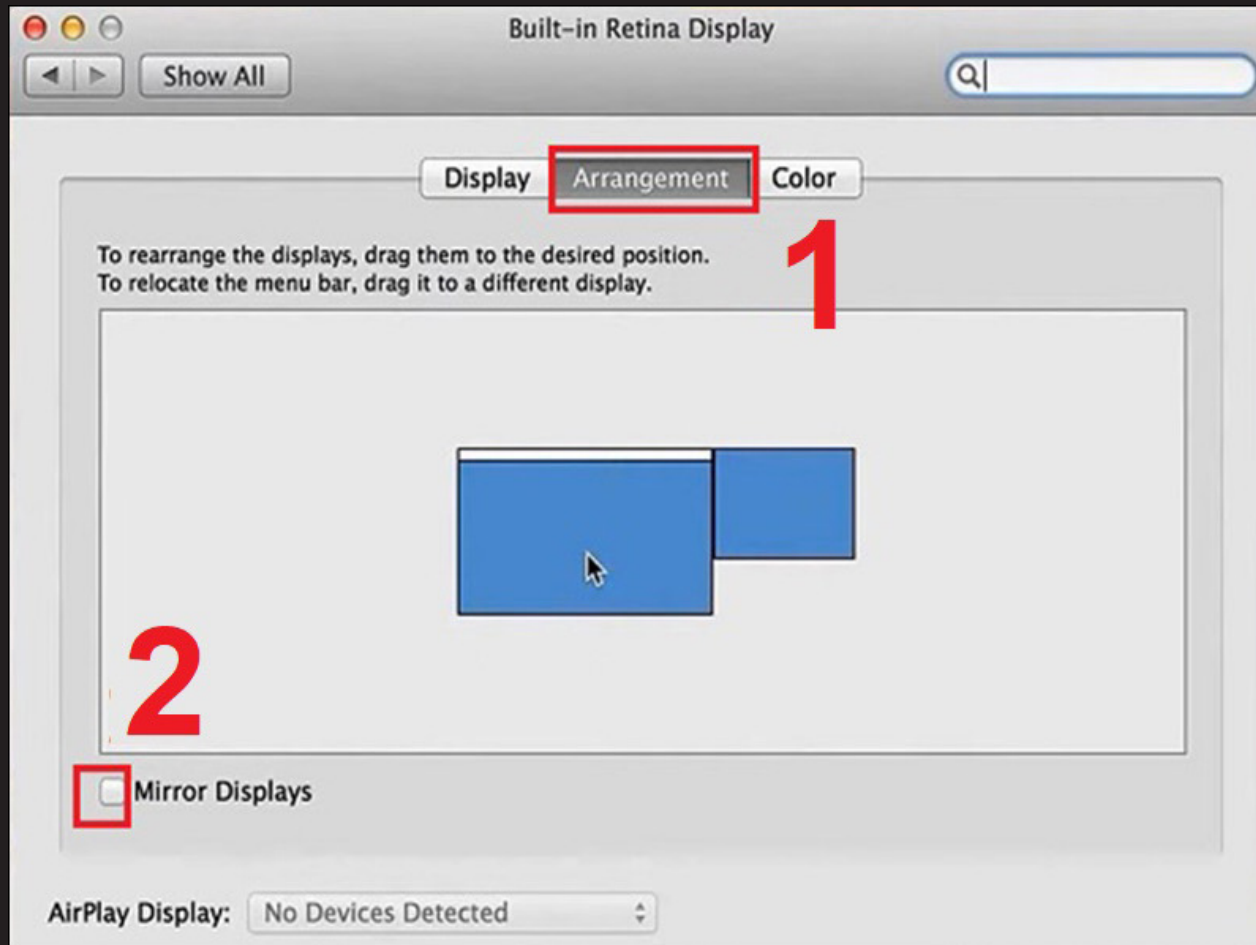 Built-in Retina Display
Show All
Display Arrangement Color
1
To rearrange the displays, drag them to the desired position.
To relocate the menu bar, drag it to a different display.
2
Mirror Displays
AirPlay Display: No Devices Detected